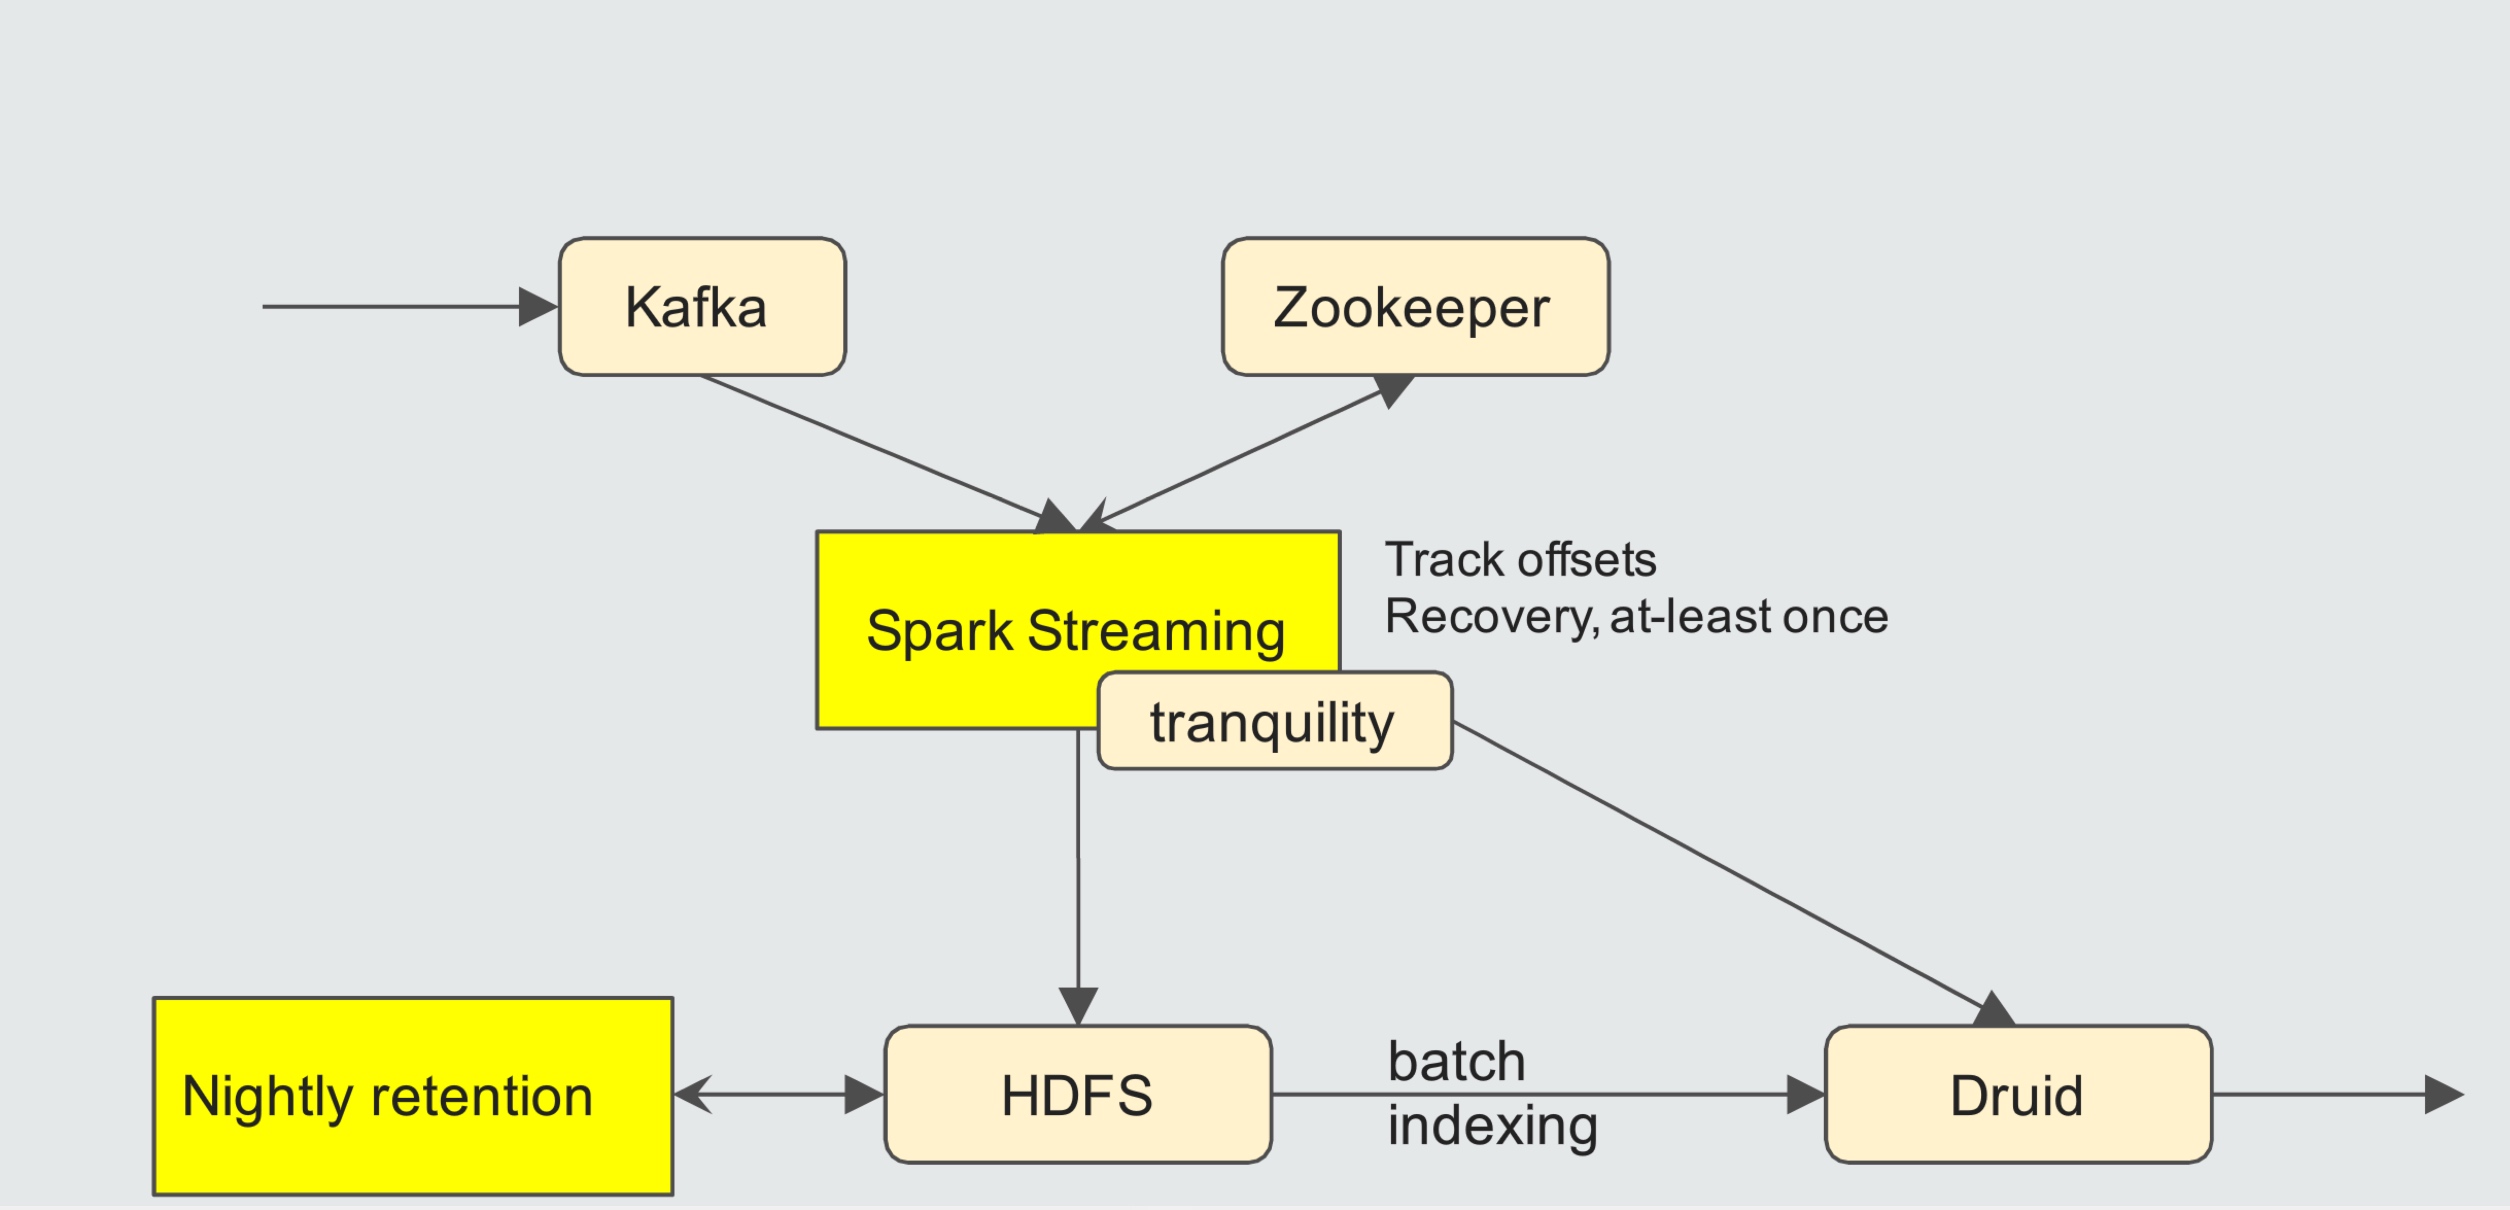 Kafka
Zookeeper
Track offsets
Recovery, at-least once
Spark Streaming
tranquility
Nightly retention
HDFS
batch
indexing
Druid